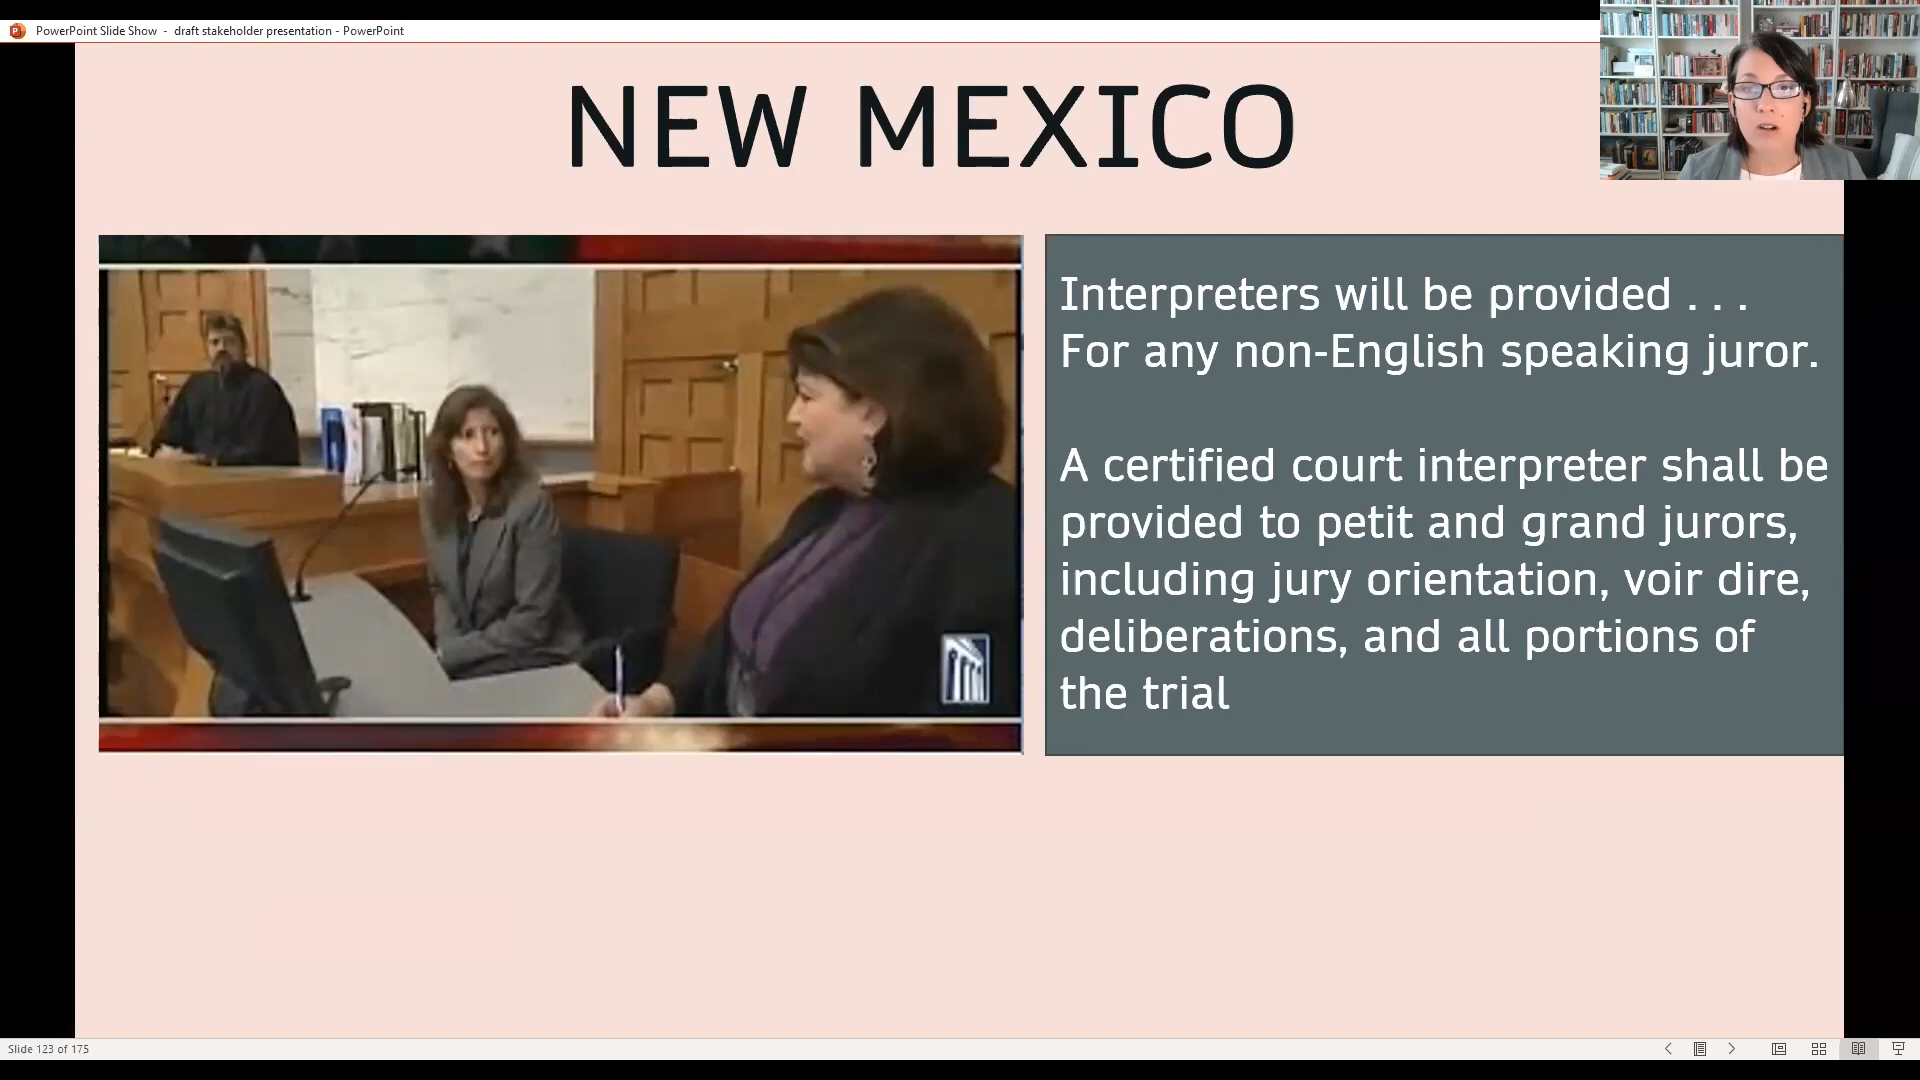 PowerPoint Slide Show - draft stakeholder presentation - PowerPoint
NEW MEXICO
Interpreters will be provided . . .
For any non-English speaking juror.
A certified court interpreter shall be
provided to petit and grand jurors,
including jury orientation, voir dire,
deliberations, and all portions of
the trial
Slide 123 of 175